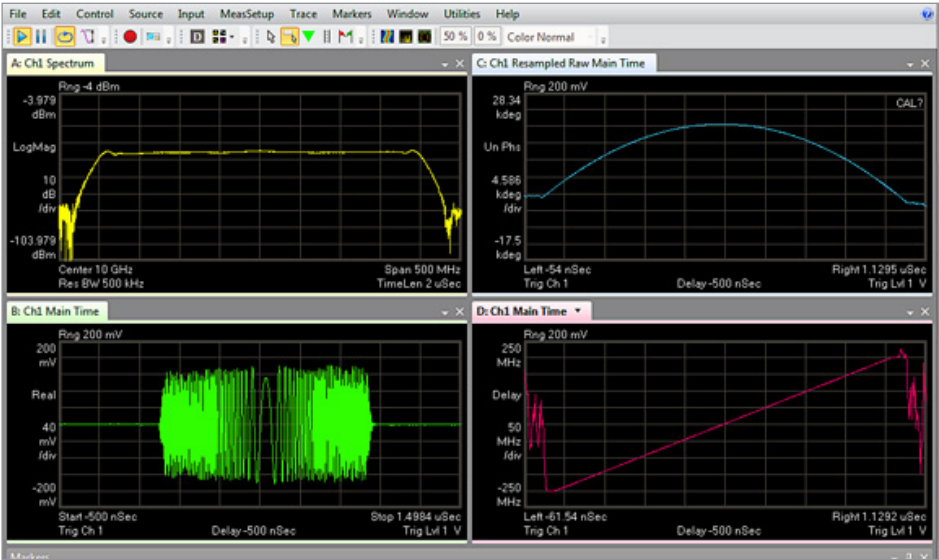 File Edit Control Source Input MeasSetup Trace Markers Window Utilities Help
50 % 0 % Color Normal
A: Ch1 Spectrum
Rng -4 dBm
-3.979
dBm
LogMag
10
dB
/div
-103.979
dBm
Center 10 GHz Span 500 MHz
Res BW 500 kHz TimeLen 2 uSec
C: Ch1 Resampled Raw Main Time
Rng 200 mV
28.34 CAL?
kdeg
Un Phs
4.586
kdeg
/div
-17.5
kdeg
Left -54 nSec Right 1.1295 uSec
Trig Ch 1 Delay-500 nSec Trig Lvl 1 V
B: Ch1 Main Time
Rng 200 mV
200
mV
Real
40
mV
/div
-200
mV
Start -500 nSec Stop 1.4984 uSec
Trig Ch 1 Delay-500 nSec Trig Lvl 1 V
D: Ch1 Main Time
Rng 200 mV
250
MHz
Delay
50
MHz
/div
-250
MHz
Left -61.54 nSec Right 1.1292 uSec
Trig Ch 1 Delay-500 nSec Trig Lvl 1 V
Markers